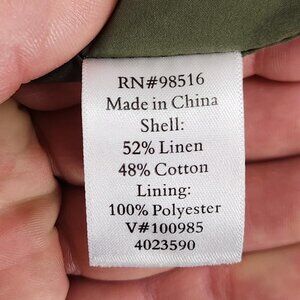 RN#98516
Made in China
Shell:
52% Linen
48% Cotton
Lining:
100% Polyester
V#100985
4023590